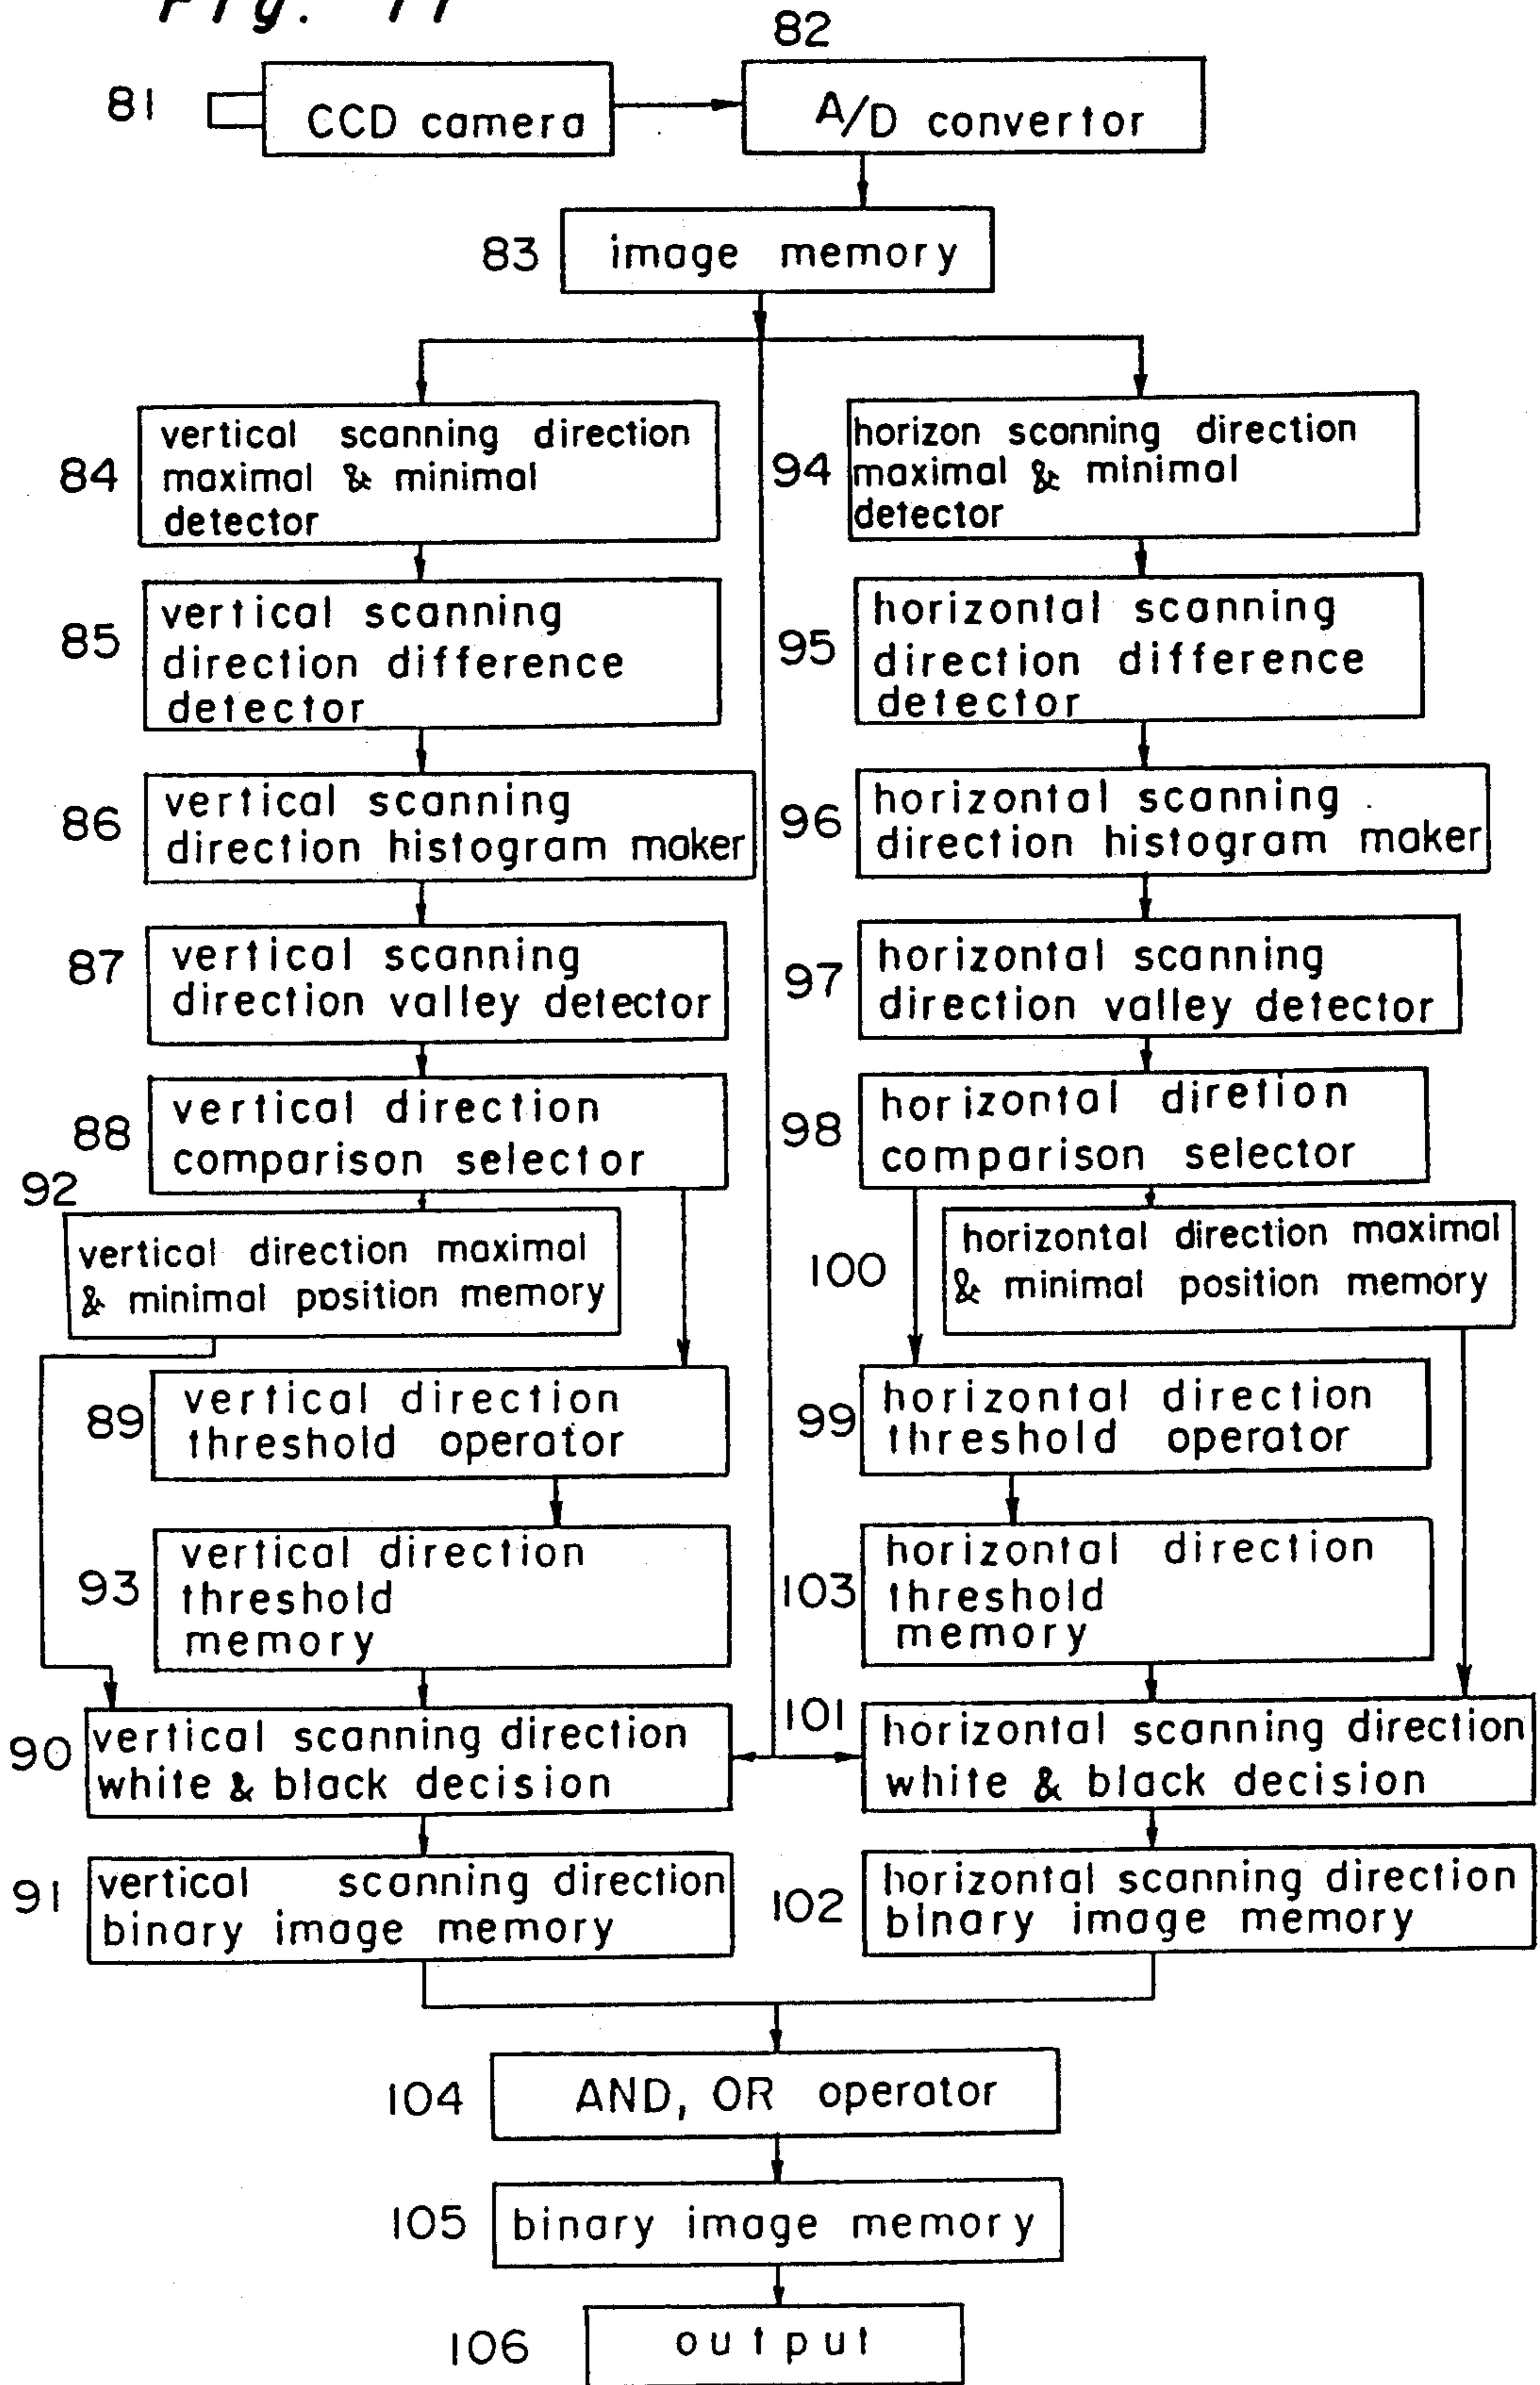 Fig. 11
82
81
CCD camera
A/D convertor
83
image memory
84
vertical scanning direction
maximal & minimal
detector
94
horizon scanning direction
maximal & minimal
detector
85
vertical scanning
direction difference
detector
95
horizontal scanning
direction difference
detector
86
vertical scanning
direction histogram maker
96
horizontal scanning
direction histogram maker
87
vertical scanning
direction valley detector
97
horizontal scanning
direction valley detector
88
vertical direction
comparison selector
98
horizontal diretion
comparison selector
92
vertical direction maximal
& minimal position memory
100
horizontal direction maximal
& minimal position memory
89
vertical direction
threshold operator
99
horizontal direction
threshold operator
93
vertical direction
threshold
memory
103
horizontal direction
threshold
memory
90
vertical scanning direction
white & black decision
101
horizontal scanning direction
white & black decision
91
vertical scanning direction
binary image memory
102
horizontal scanning direction
binary image memory
104
AND, OR operator
105
binary image memory
106
output